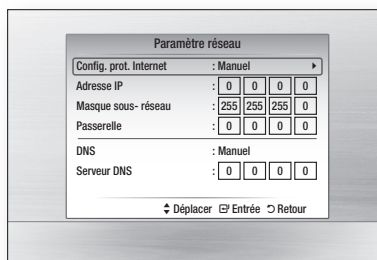 Paramètre réseau
Config. prot. Internet : Manuel
Adresse IP : 0 0 0 0
Masque sous- réseau : 255 255 255 0
Passerelle : 0 0 0 0
DNS : Manuel
Serveur DNS : 0 0 0 0
Déplacer Entrée Retour